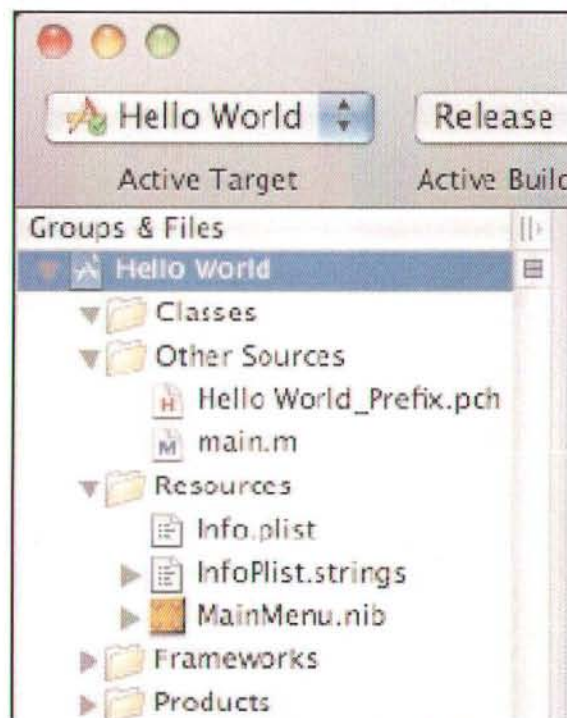 Hello World
Release
Active Target
Active Build
Groups & Files
Hello World
Classes
Other Sources
Hello World_Prefix.pch
main.m
Resources
Info.plist
InfoPlist.strings
MainMenu.nib
Frameworks
Products